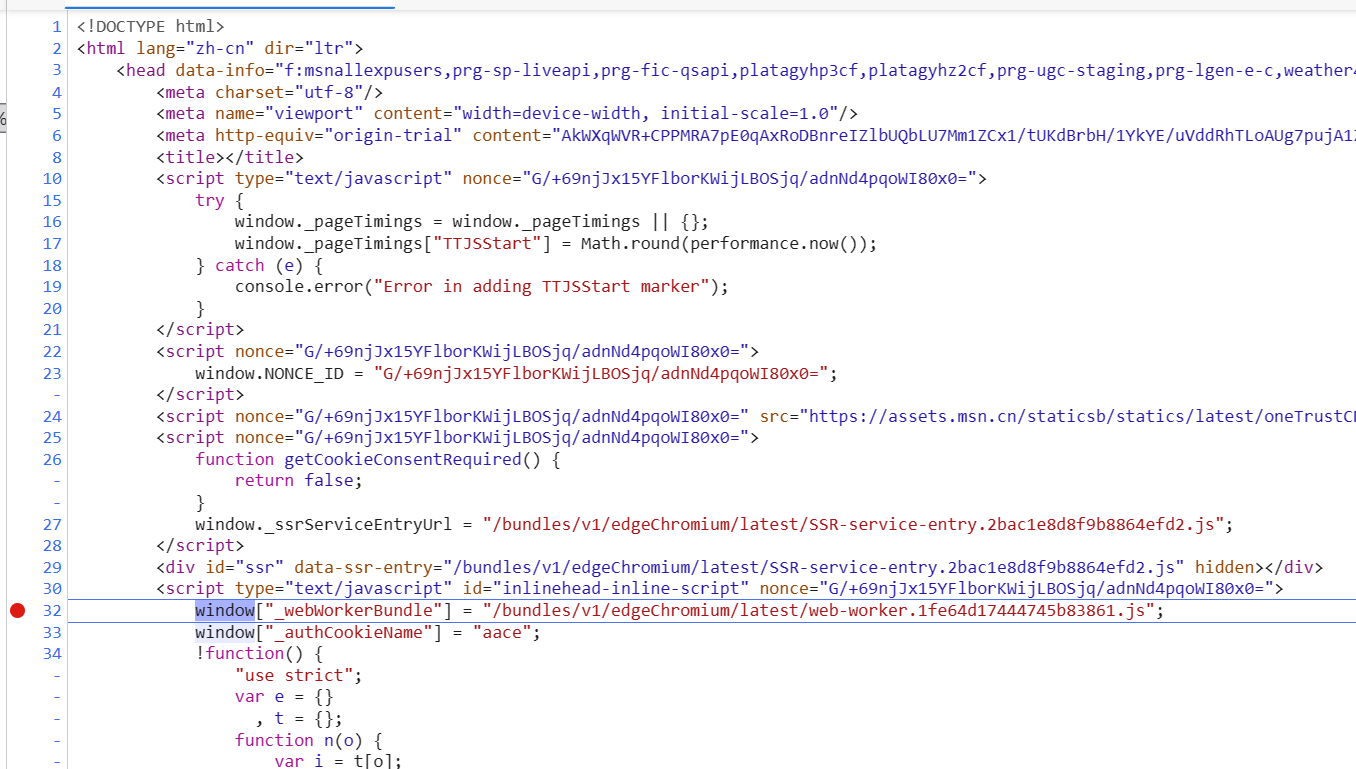 1 <!DOCTYPE html>
2 <html lang="zh-cn" dir="ltr">
3 <head data-info="f:msnallexpusers,prg-sp-liveapi,prg-fic-qsapi,platagyhp3cf,platagyhz2cf,prg-ugc-staging,prg-lgen-e-c,weather4
4 <meta charset="utf-8"/>
5 <meta name="viewport" content="width=device-width, initial-scale=1.0"/>
6 <meta http-equiv="origin-trial" content="AkWXqWVR+CPPMRA7pE0qAxRoDBnreIZlbUQbLU7Mm1ZCx1/tUKdBrbH/1YkYE/uVddRhTLoAUg7pujA1Z
8 <title></title>
10 <script type="text/javascript" nonce="G/+69njJx15YFlborKWijLBOSjq/adnNd4pqoWI80x0=">
15 try {
16 window._pageTimings = window._pageTimings || {};
17 window._pageTimings["TTJSStart"] = Math.round(performance.now());
18 } catch (e) {
19 console.error("Error in adding TTJSStart marker");
20 }
21 </script>
22 <script nonce="G/+69njJx15YFlborKWijLBOSjq/adnNd4pqoWI80x0=">
23 window.NONCE_ID = "G/+69njJx15YFlborKWijLBOSjq/adnNd4pqoWI80x0=";
- </script>
24 <script nonce="G/+69njJx15YFlborKWijLBOSjq/adnNd4pqoWI80x0=" src="https://assets.msn.cn/staticsb/statics/latest/oneTrustCM
25 <script nonce="G/+69njJx15YFlborKWijLBOSjq/adnNd4pqoWI80x0=">
26 function getCookieConsentRequired() {
- return false;
- }
27 window._ssrServiceEntryUrl = "/bundles/v1/edgeChromium/latest/SSR-service-entry.2bac1e8d8f9b8864efd2.js";
28 </script>
29 <div id="ssr" data-ssr-entry="/bundles/v1/edgeChromium/latest/SSR-service-entry.2bac1e8d8f9b8864efd2.js" hidden></div>
30 <script type="text/javascript" id="inlinehead-inline-script" nonce="G/+69njJx15YFlborKWijLBOSjq/adnNd4pqoWI80x0=">
32 window["_webWorkerBundle"] = "/bundles/v1/edgeChromium/latest/web-worker.1fe64d17444745b83861.js";
33 window["_authCookieName"] = "aace";
34 !function() {
- "use strict";
- var e = {}
- , t = {};
- function n(o) {
- var i = t[o];